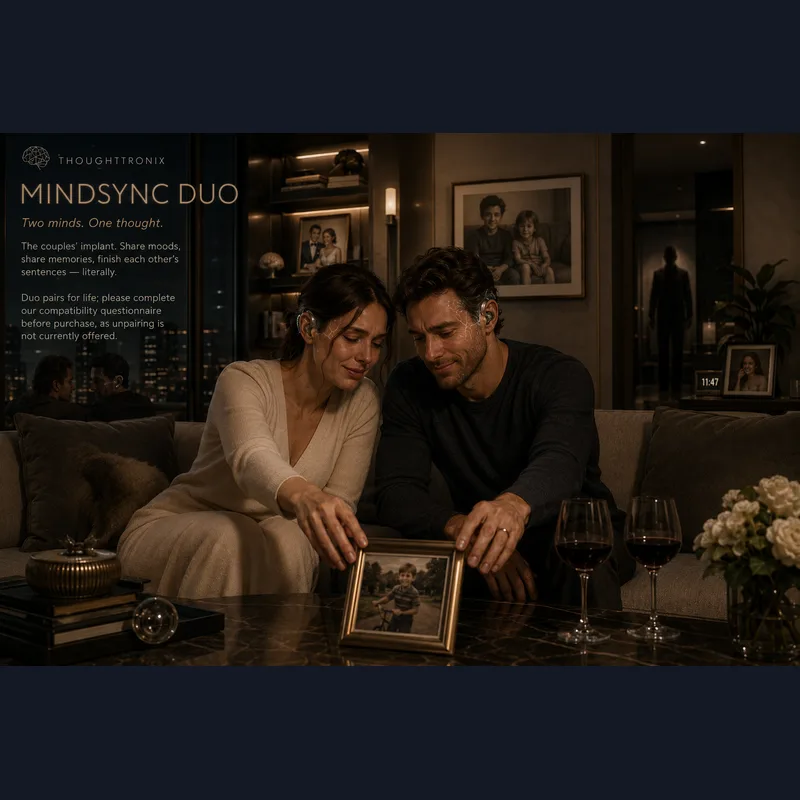 THOUGHTTRONIX
MINDSYNC DUO
Two minds. One thought.
The couples' implant. Share moods,
share memories, finish each other's
sentences — literally.
Duo pairs for life; please complete
our compatibility questionnaire
before purchase, as unpairing is
not currently offered.
11:47